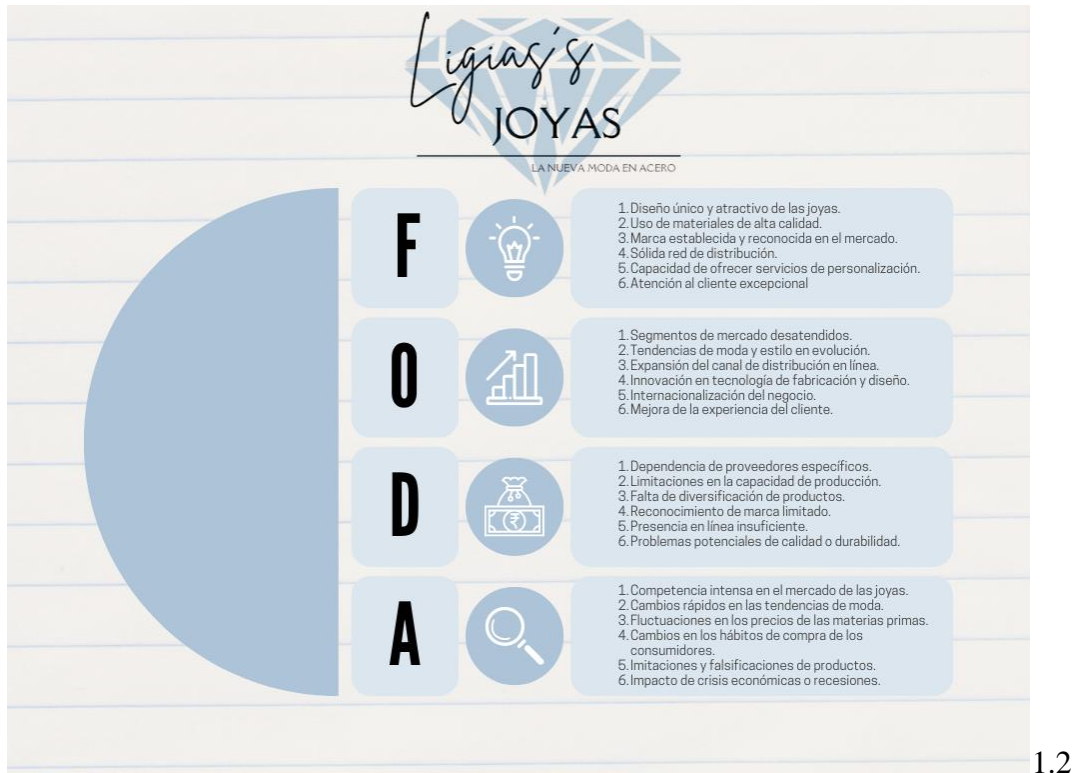 Ligias's
JOYAS
LA NUEVA MODA EN ACERO
F
1. Diseño único y atractivo de las joyas.
2. Uso de materiales de alta calidad.
3. Marca establecida y reconocida en el mercado.
4. Sólida red de distribución.
5. Capacidad de ofrecer servicios de personalización.
6. Atención al cliente excepcional
O
1. Segmentos de mercado desatendidos.
2. Tendencias de moda y estilo en evolución.
3. Expansión del canal de distribución en línea.
4. Innovación en tecnología de fabricación y diseño.
5. Internacionalización del negocio.
6. Mejora de la experiencia del cliente.
D
₹
1. Dependencia de proveedores específicos.
2. Limitaciones en la capacidad de producción.
3. Falta de diversificación de productos.
4. Reconocimiento de marca limitado.
5. Presencia en línea insuficiente.
6. Problemas potenciales de calidad o durabilidad.
A
1. Competencia intensa en el mercado de las joyas.
2. Cambios rápidos en las tendencias de moda.
3. Fluctuaciones en los precios de las materias primas.
4. Cambios en los hábitos de compra de los
consumidores.
5. Imitaciones y falsificaciones de productos.
6. Impacto de crisis económicas o recesiones.
1.2